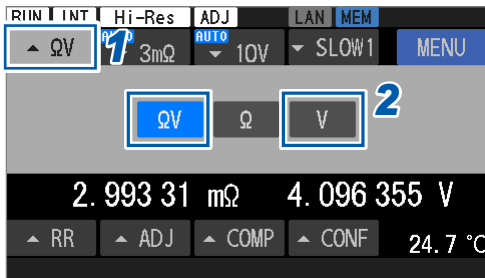 RUN INT Hi-Res ADJ LAN MEM
ΩV 1 AUTO 3mΩ AUTO 10V SLOW1 MENU
2
ΩV Ω V
2.993 31 mΩ 4.096 355 V
RR ADJ COMP CONF 24.7 °C